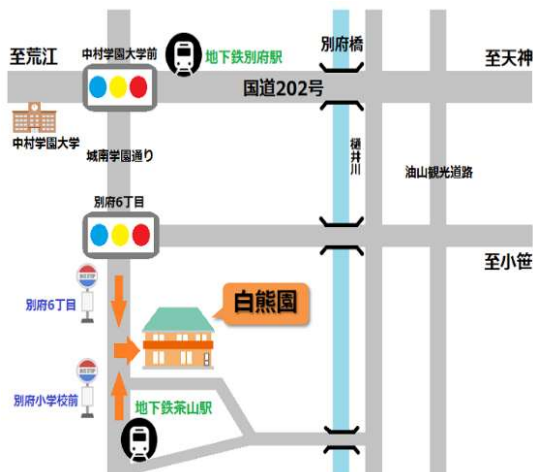 中村学園大学前
地下鉄別府駅
別府橋
至荒江
至天神
国道202号
中村学園大学
城南学園通り
樋井川
油山観光道路
別府6丁目
至小笹
別府6丁目
白熊園
別府小学校前
地下鉄茶山駅